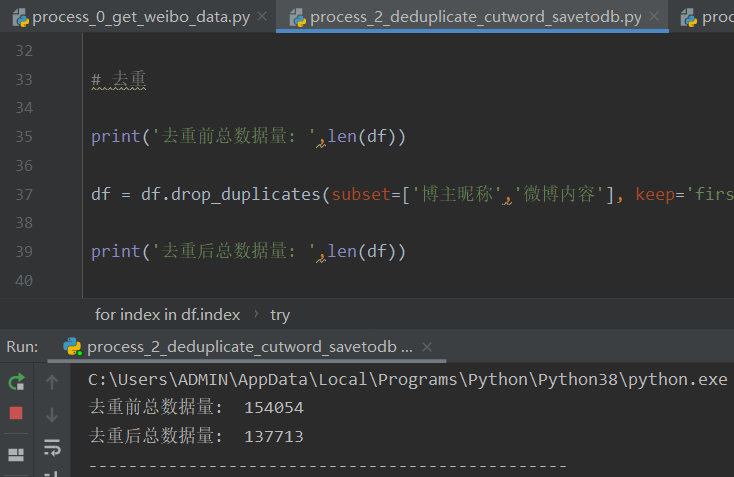 process_0_get_weibo_data.py process_2_deduplicate_cutword_savetodb.py proc
32
33 # 去重
34
35 print('去重前总数据量: ',len(df))
36
37 df = df.drop_duplicates(subset=['博主昵称','微博内容'], keep='firs
38
39 print('去重后总数据量: ',len(df))
40
for index in df.index › try
Run: process_2_deduplicate_cutword_savetodb ...
C:\Users\ADMIN\AppData\Local\Programs\Python\Python38\python.exe
去重前总数据量: 154054
去重后总数据量: 137713
------------------------------------------------